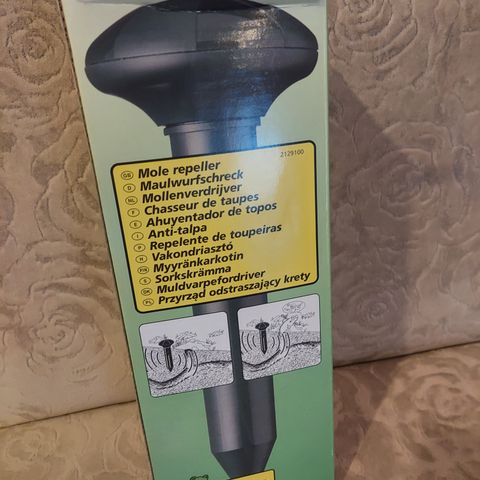 2129100
GB Mole repeller
D Maulwurfschreck
NL Mollenverdrijver
F Chasseur de taupes
E Ahuyentador de topos
I Anti-talpa
P Repelente de toupeiras
H Vakondriasztó
FIN Myyränkarkotin
S Sorkskrämma
DK Muldvarpefordriver
PL Przyrząd odstraszający krety